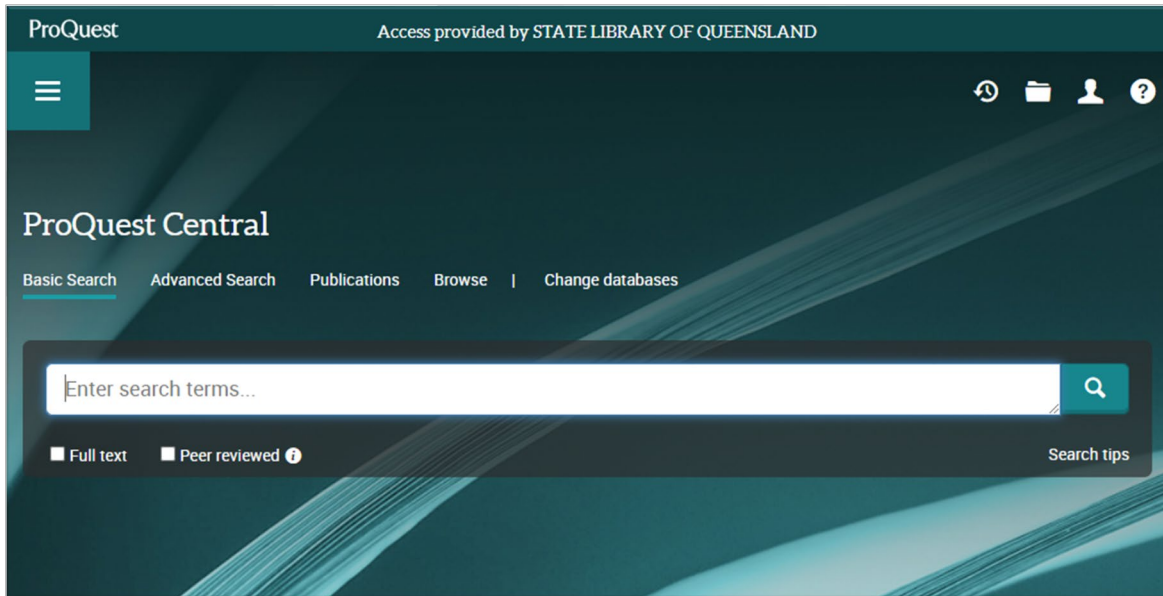 ProQuest Access provided by STATE LIBRARY OF QUEENSLAND
?
ProQuest Central
Basic Search Advanced Search Publications Browse | Change databases
Enter search terms...
Full text Peer reviewed i Search tips